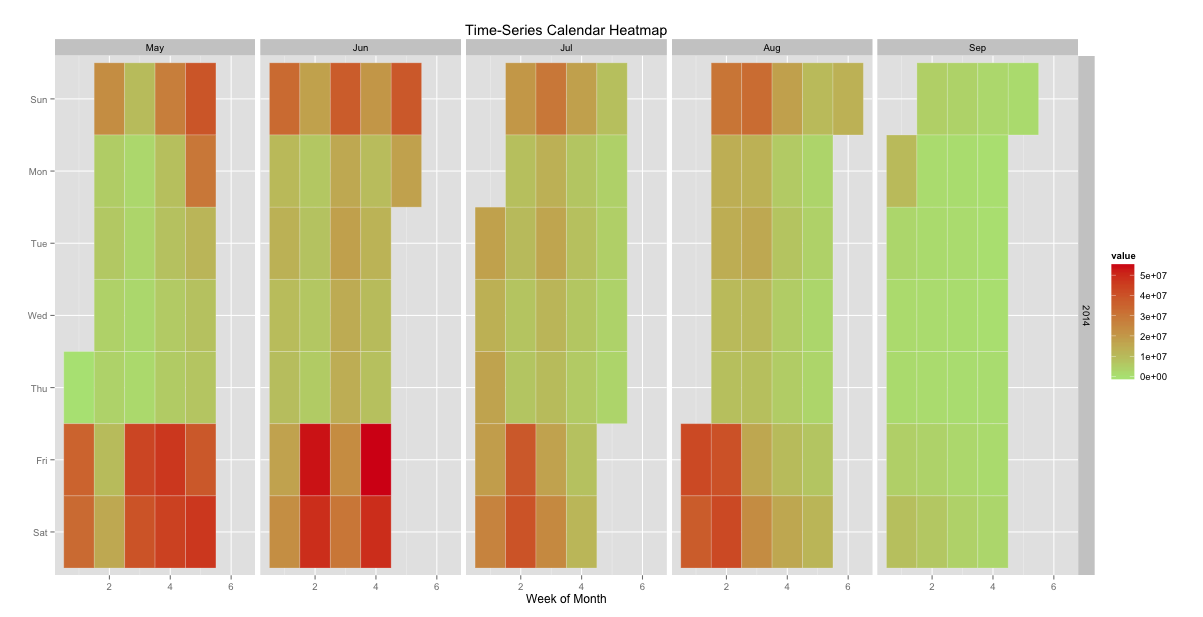 Time-Series Calendar Heatmap
May Jun Jul Aug Sep
Sun
Mon
Tue
Wed
Thu
Fri
Sat
2014
value
5e+07
4e+07
3e+07
2e+07
1e+07
0e+00
2 4 6 2 4 6 2 4 6 2 4 6 2 4 6
Week of Month